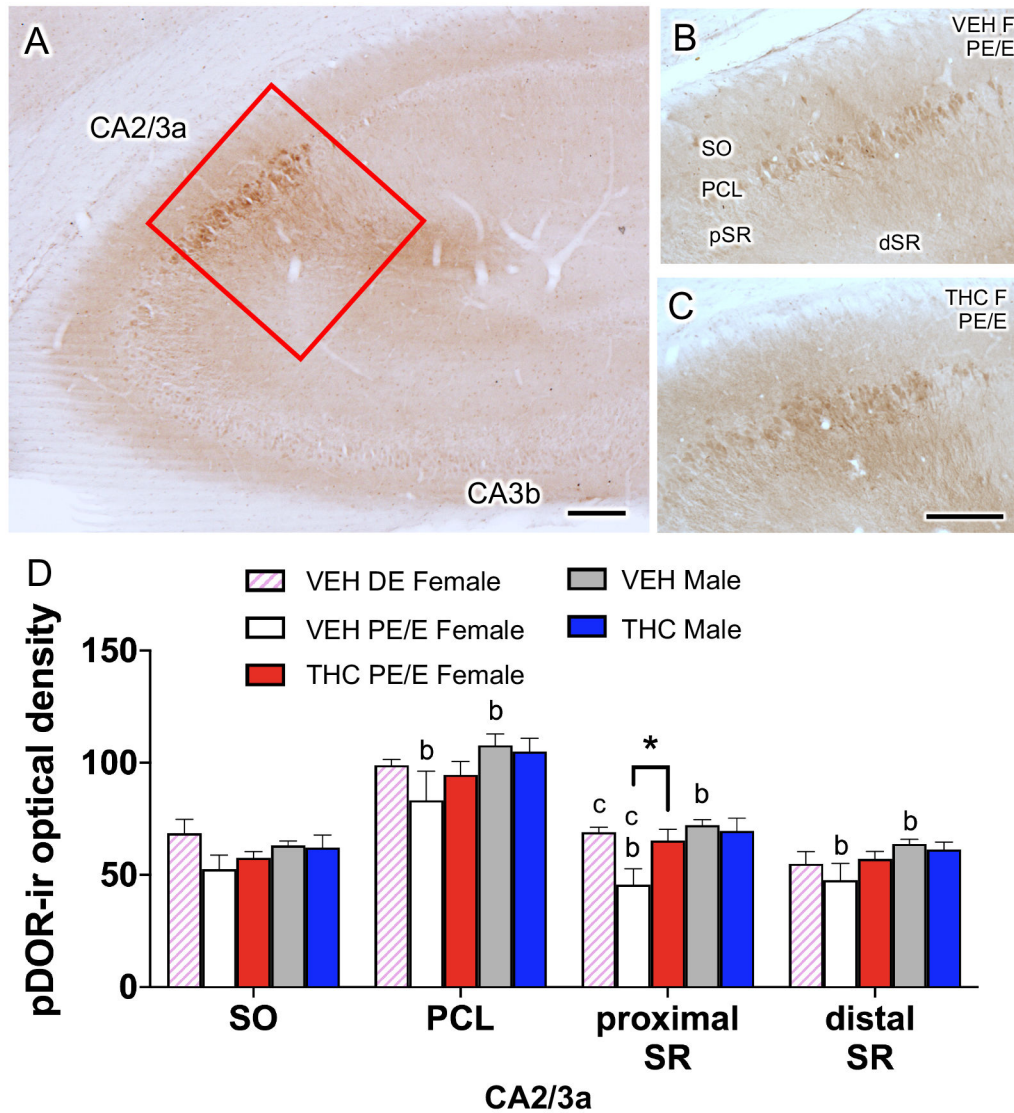 A
CA2/3a
CA3b
B
VEH F
PE/E
SO
PCL
pSR
dSR
C
THC F
PE/E
D
VEH DE Female
VEH PE/E Female
THC PE/E Female
VEH Male
THC Male
pDOR-ir optical density
150
100
50
0
b
b
*
c
c
b
b
b
b
SO
PCL
proximal
SR
distal
SR
CA2/3a